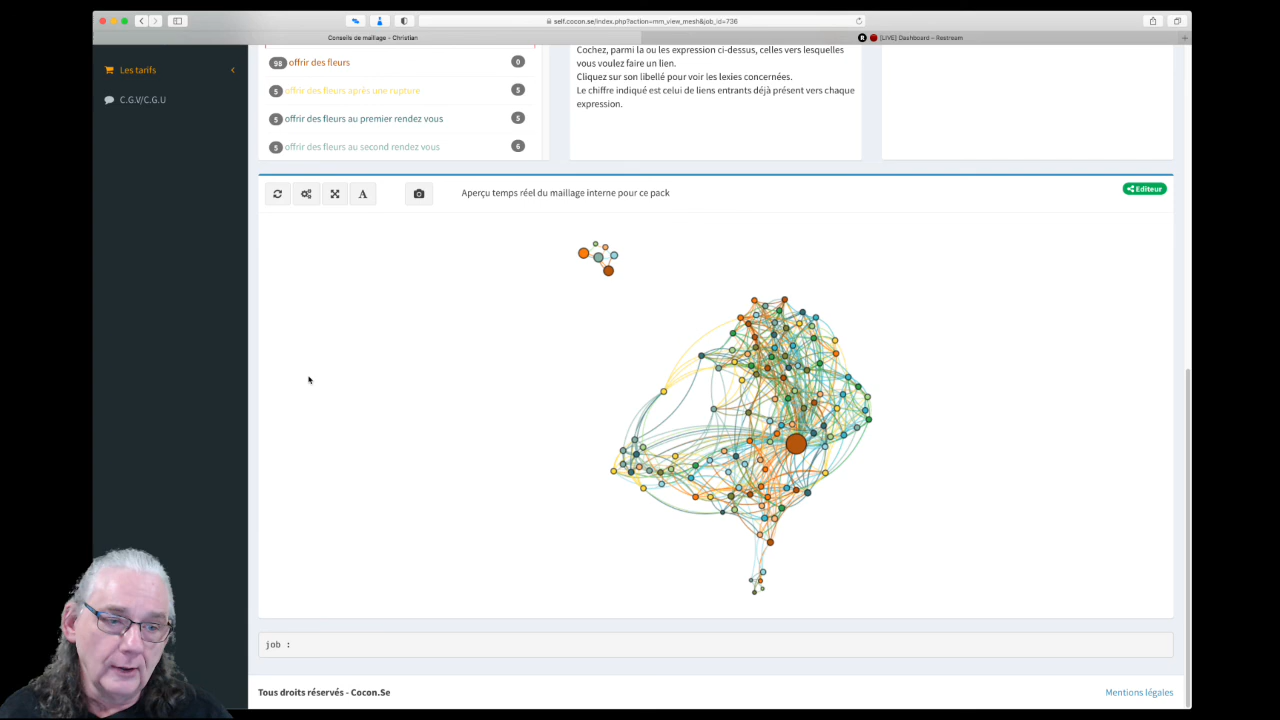 self.cocon.se/index.php?action=mm_view_mesh&job_id=736
Conseils de maillage - Christian
R
[LIVE] Dashboard – Restream
Les tarifs
C.G.V/C.G.U
98 offrir des fleurs 0
5 offrir des fleurs après une rupture 5
5 offrir des fleurs au premier rendez vous 5
5 offrir des fleurs au second rendez vous 6
Cochez, parmi la ou les expression ci-dessus, celles vers lesquelles
vous voulez faire un lien.
Cliquez sur son libellé pour voir les lexies concernées.
Le chiffre indiqué est celui de liens entrants déjà présent vers chaque
expression.
A
Aperçu temps réel du maillage interne pour ce pack
Editeur
job :
Tous droits réservés - Cocon.Se
Mentions légales